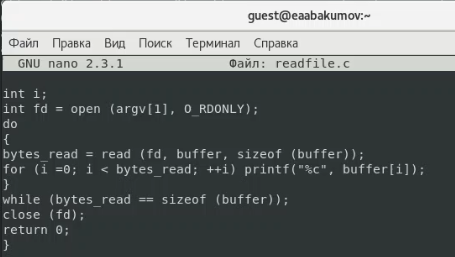 guest@eaabakumov:~
Файл Правка Вид Поиск Терминал Справка
GNU nano 2.3.1 Файл: readfile.c
int i;
int fd = open (argv[1], O_RDONLY);
do
{
bytes_read = read (fd, buffer, sizeof (buffer));
for (i =0; i < bytes_read; ++i) printf("%c", buffer[i]);
}
while (bytes_read == sizeof (buffer));
close (fd);
return 0;
}